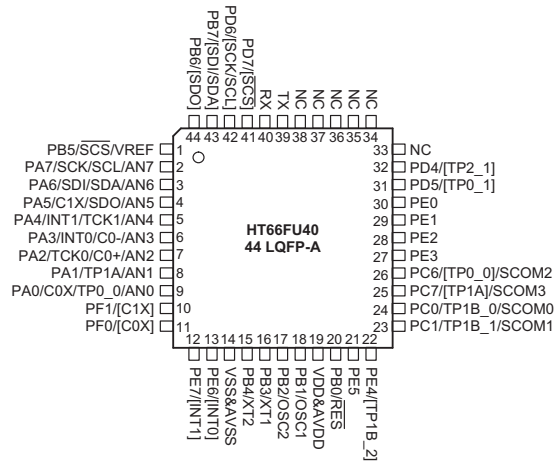 PB6/[SDO]
PB7/[SDI/SDA]
PD6/[SCK/SCL]
PD7/[SCS]
RX
TX
NC
NC
NC
NC
NC
44 43 42 41 40 39 38 37 36 35 34
PB5/SCS/VREF 1
PA7/SCK/SCL/AN7 2
PA6/SDI/SDA/AN6 3
PA5/C1X/SDO/AN5 4
PA4/INT1/TCK1/AN4 5
PA3/INT0/C0-/AN3 6
PA2/TCK0/C0+/AN2 7
PA1/TP1A/AN1 8
PA0/C0X/TP0_0/AN0 9
PF1/[C1X] 10
PF0/[C0X] 11
HT66FU40
44 LQFP-A
33 NC
32 PD4/[TP2_1]
31 PD5/[TP0_1]
30 PE0
29 PE1
28 PE2
27 PE3
26 PC6/[TP0_0]/SCOM2
25 PC7/[TP1A]/SCOM3
24 PC0/TP1B_0/SCOM0
23 PC1/TP1B_1/SCOM1
12 13 14 15 16 17 18 19 20 21 22
PE7/[INT1]
PE6/[INT0]
VSS&AVSS
PB4/XT2
PB3/XT1
PB2/OSC2
PB1/OSC1
VDD&AVDD
PB0/RES
PE5
PE4/[TP1B_2]